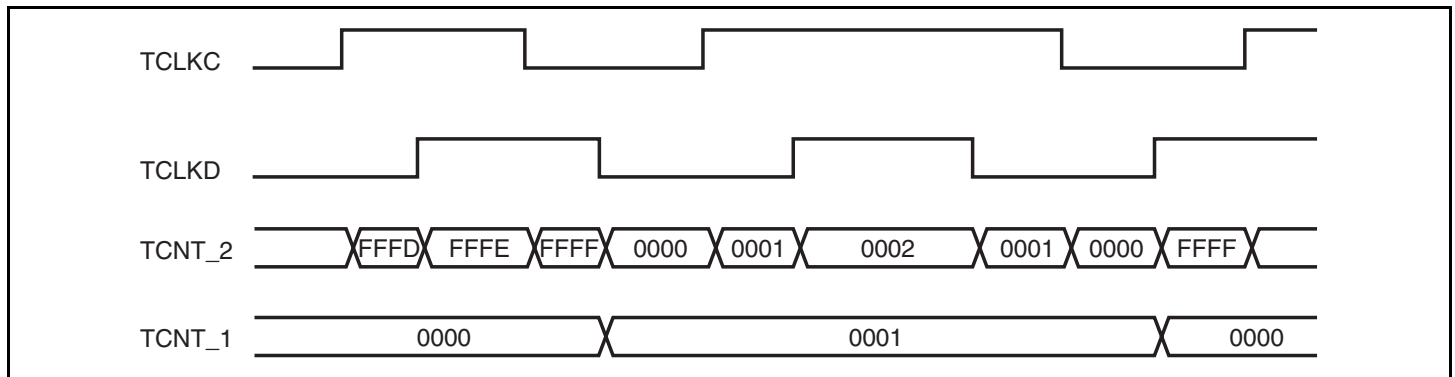 TCLKC
TCLKD
TCNT_2 FFFD FFFE FFFF 0000 0001 0002 0001 0000 FFFF
TCNT_1 0000 0001 0000